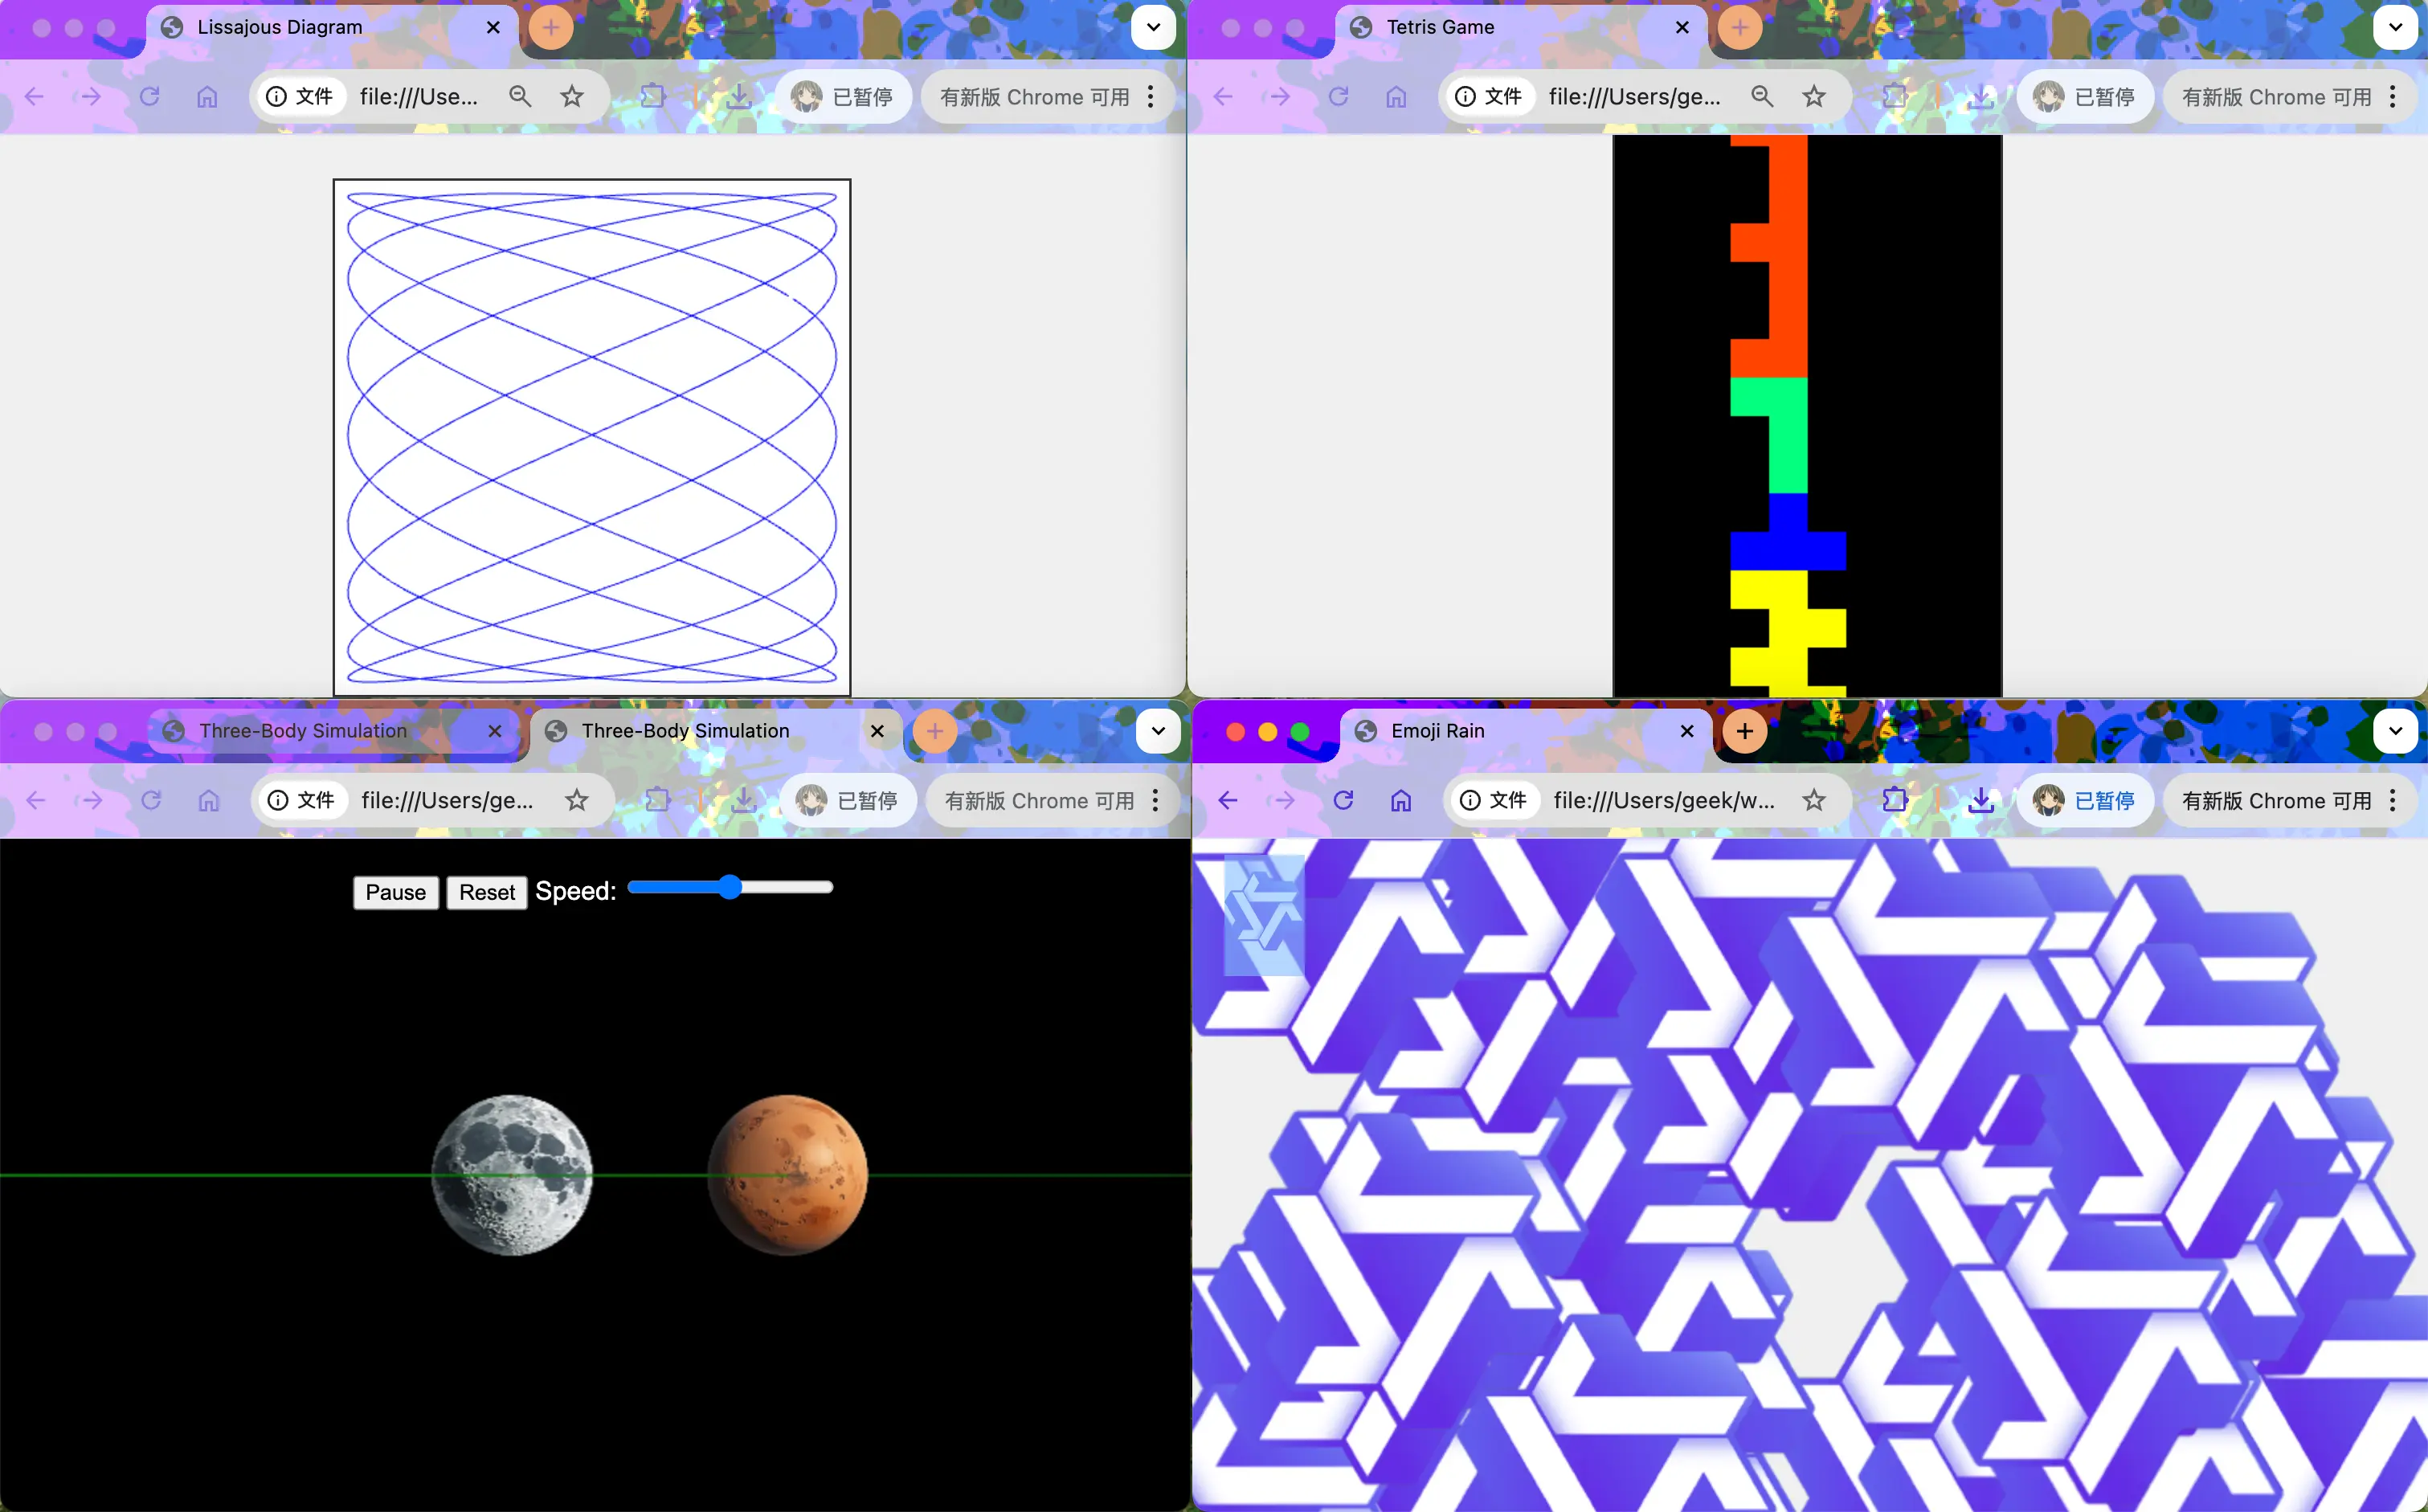 Lissajous Diagram
文件 file:///Use... 已暂停 有新版 Chrome 可用
Tetris Game
文件 file:///Users/ge... 已暂停 有新版 Chrome 可用
Three-Body Simulation Three-Body Simulation
文件 file:///Users/ge... 已暂停 有新版 Chrome 可用
Pause Reset Speed:
Emoji Rain
文件 file:///Users/geek/w... 已暂停 有新版 Chrome 可用